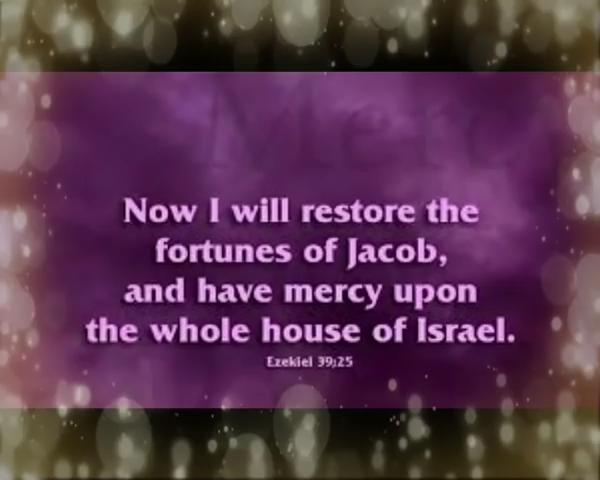 Merc
Now I will restore the
fortunes of Jacob,
and have mercy upon
the whole house of Israel.
Ezekiel 39:25